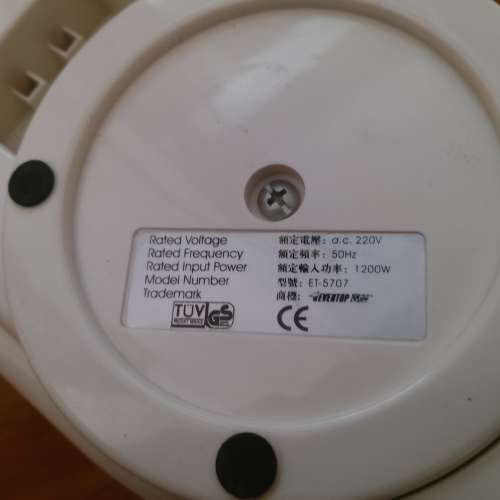 Rated Voltage 額定電壓: a.c. 220V
Rated Frequency 額定頻率: 50Hz
Rated Input Power 額定輸入功率: 1200W
Model Number 型號: ET-5707
Trademark 商標: EVERTOP
TÜV GS CE